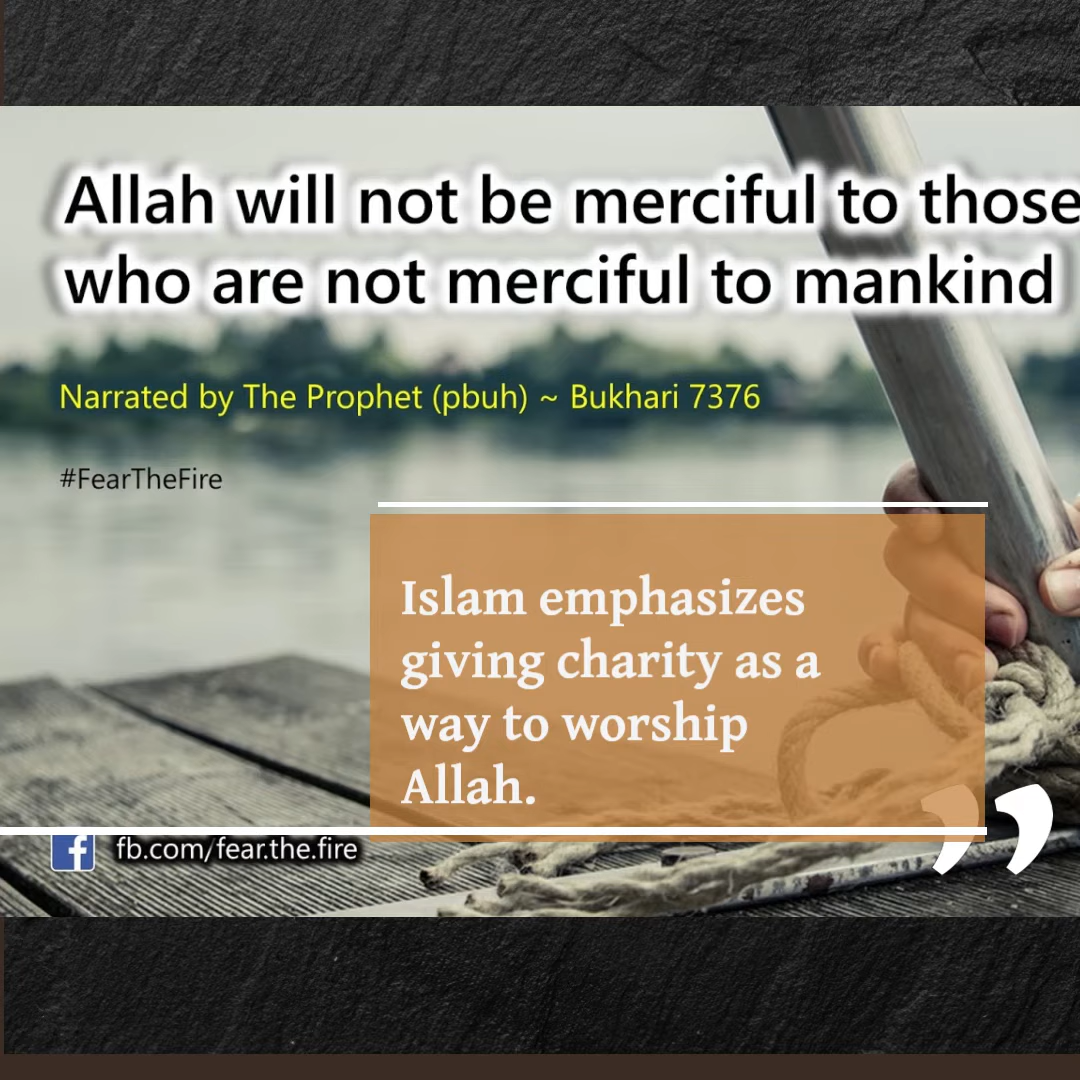 Allah will not be merciful to those
who are not merciful to mankind
Narrated by The Prophet (pbuh) ~ Bukhari 7376
#FearTheFire
Islam emphasizes
giving charity as a
way to worship
Allah.
fb.com/fear.the.fire